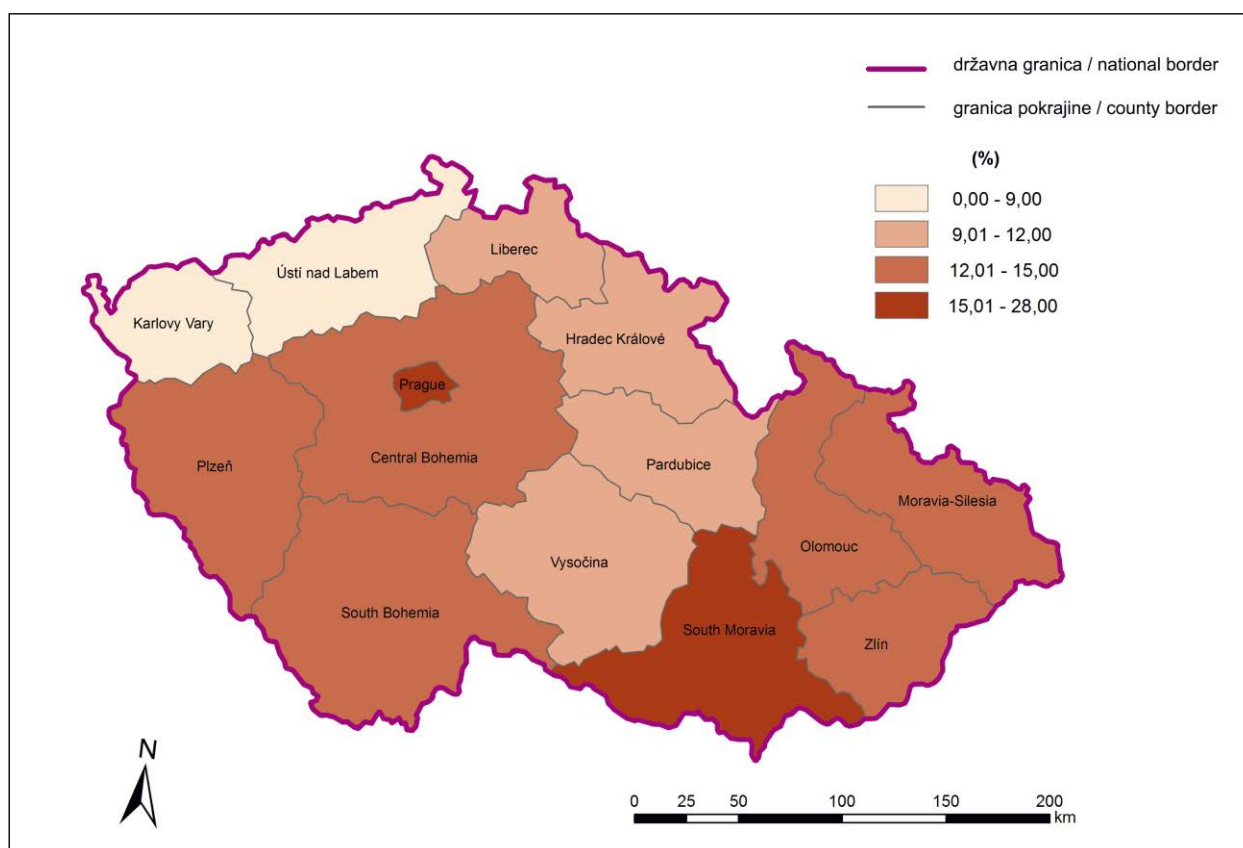 državna granica / national border
granica pokrajine / county border
(%)
0,00 - 9,00
9,01 - 12,00
12,01 - 15,00
15,01 - 28,00
Liberec
Ústí nad Labem
Karlovy Vary
Hradec Králové
Prague
Central Bohemia
Plzeň
Pardubice
Moravia-Silesia
Olomouc
Vysočina
South Bohemia
South Moravia
Zlín
N
0 25 50 100 150 200
km